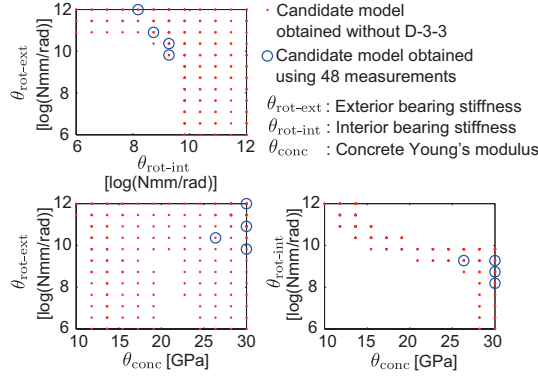 12
10
8
6
6
8
10
12
θrot-ext
[log(Nmm/rad)]
θrot-int
[log(Nmm/rad)]
Candidate model
obtained without D-3-3
Candidate model obtained
using 48 measurements
θrot-ext : Exterior bearing stiffness
θrot-int : Interior bearing stiffness
θconc : Concrete Young's modulus
12
10
8
6
10
15
20
25
30
θrot-ext
[log(Nmm/rad)]
θconc [GPa]
12
10
8
6
10
15
20
25
30
θrot-int
[log(Nmm/rad)]
θconc [GPa]